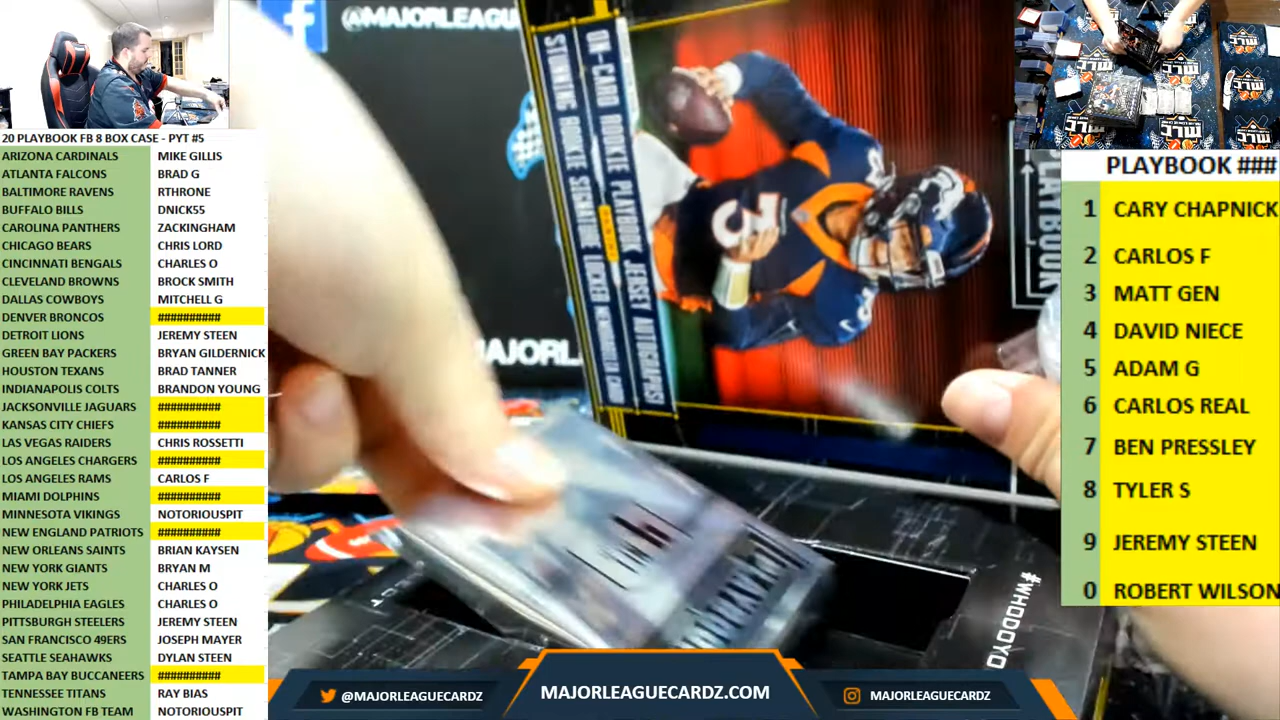 20 PLAYBOOK FB 8 BOX CASE - PYT #5
ARIZONA CARDINALS MIKE GILLIS
ATLANTA FALCONS BRAD G
BALTIMORE RAVENS RTHRONE
BUFFALO BILLS DNICK55
CAROLINA PANTHERS ZACKINGHAM
CHICAGO BEARS CHRIS LORD
CINCINNATI BENGALS CHARLES O
CLEVELAND BROWNS BROCK SMITH
DALLAS COWBOYS MITCHELL G
DENVER BRONCOS ##########
DETROIT LIONS JEREMY STEEN
GREEN BAY PACKERS BRYAN GILDERNICK
HOUSTON TEXANS BRAD TANNER
INDIANAPOLIS COLTS BRANDON YOUNG
JACKSONVILLE JAGUARS ##########
KANSAS CITY CHIEFS ##########
LAS VEGAS RAIDERS CHRIS ROSSETTI
LOS ANGELES CHARGERS ##########
LOS ANGELES RAMS CARLOS F
MIAMI DOLPHINS ##########
MINNESOTA VIKINGS NOTORIOUSPIT
NEW ENGLAND PATRIOTS ##########
NEW ORLEANS SAINTS BRIAN KAYSEN
NEW YORK GIANTS BRYAN M
NEW YORK JETS CHARLES O
PHILADELPHIA EAGLES CHARLES O
PITTSBURGH STEELERS JEREMY STEEN
SAN FRANCISCO 49ERS JOSEPH MAYER
SEATTLE SEAHAWKS DYLAN STEEN
TAMPA BAY BUCCANEERS ##########
TENNESSEE TITANS RAY BIAS
WASHINGTON FB TEAM NOTORIOUSPIT
@MAJORLEAGU
MAJORL
ON-CARD ROOKIE PLAYBOOK JERSEY AUTOGRAPHS!
STUNNING ROOKIE SIGNATURE LOCKER MEMORABILIA CARD
3
PLAYBOOK
#WHODOYO
MLC
PLAYBOOK ###
1 CARY CHAPNICK
2 CARLOS F
3 MATT GEN
4 DAVID NIECE
5 ADAM G
6 CARLOS REAL
7 BEN PRESSLEY
8 TYLER S
9 JEREMY STEEN
0 ROBERT WILSON
@MAJORLEAGUECARDZ
MAJORLEAGUECARDZ.COM
MAJORLEAGUECARDZ